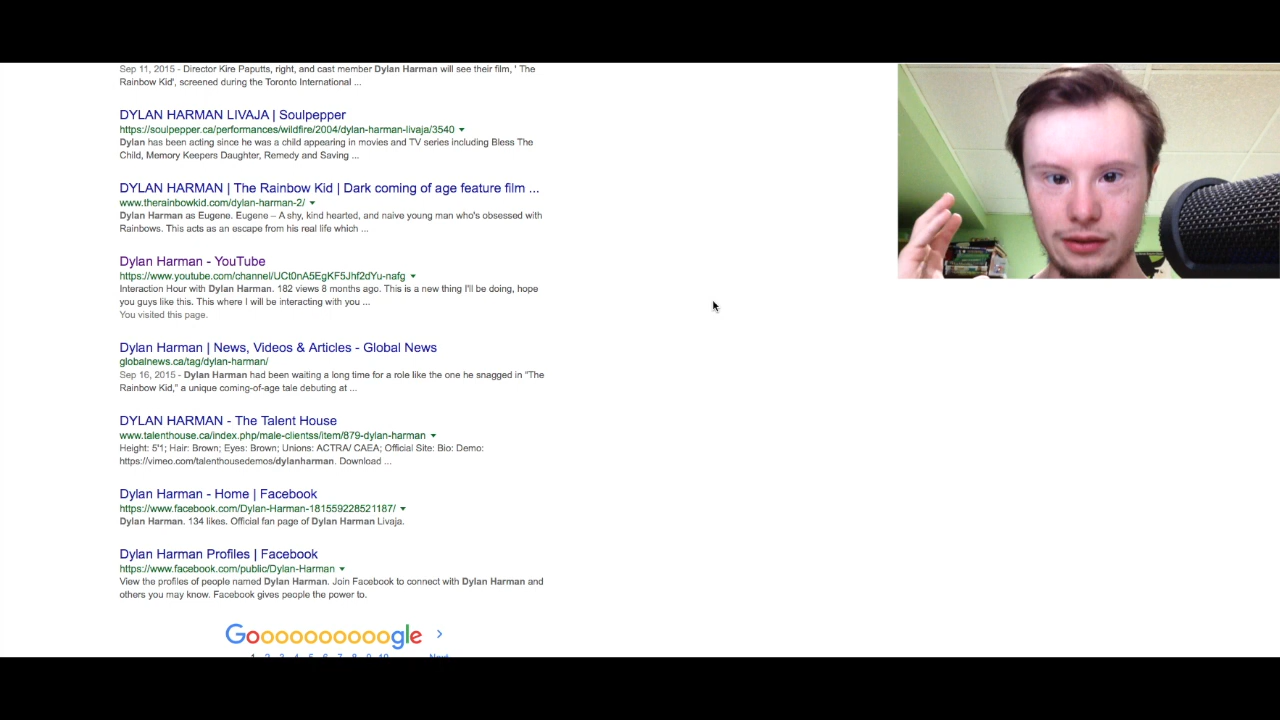 Sep 11, 2015 - Director Kire Paputts, right, and cast member Dylan Harman will see their film, ' The
Rainbow Kid', screened during the Toronto International ...
DYLAN HARMAN LIVAJA | Soulpepper
https://soulpepper.ca/performances/wildfire/2004/dylan-harman-livaja/3540
Dylan has been acting since he was a child appearing in movies and TV series including Bless The
Child, Memory Keepers Daughter, Remedy and Saving ...
DYLAN HARMAN | The Rainbow Kid | Dark coming of age feature film ...
www.therainbowkid.com/dylan-harman-2/
Dylan Harman as Eugene. Eugene – A shy, kind hearted, and naive young man who's obsessed with
Rainbows. This acts as an escape from his real life which ...
Dylan Harman - YouTube
https://www.youtube.com/channel/UCt0nA5EgKF5Jhf2dYu-nafg
Interaction Hour with Dylan Harman. 182 views 8 months ago. This is a new thing I'll be doing, hope
you guys like this. This where I will be interacting with you ...
You visited this page.
Dylan Harman | News, Videos & Articles - Global News
globalnews.ca/tag/dylan-harman/
Sep 16, 2015 - Dylan Harman had been waiting a long time for a role like the one he snagged in "The
Rainbow Kid," a unique coming-of-age tale debuting at ...
DYLAN HARMAN - The Talent House
www.talenthouse.ca/index.php/male-clientss/item/879-dylan-harman
Height: 5'1; Hair: Brown; Eyes: Brown; Unions: ACTRA/ CAEA; Official Site: Bio: Demo:
https://vimeo.com/talenthousedemos/dylanharman. Download ...
Dylan Harman - Home | Facebook
https://www.facebook.com/Dylan-Harman-181559228521187/
Dylan Harman. 134 likes. Official fan page of Dylan Harman Livaja.
Dylan Harman Profiles | Facebook
https://www.facebook.com/public/Dylan-Harman
View the profiles of people named Dylan Harman. Join Facebook to connect with Dylan Harman and
others you may know. Facebook gives people the power to.
Goooooooooogle
1 2 3 4 5 6 7 8 9 10 Next